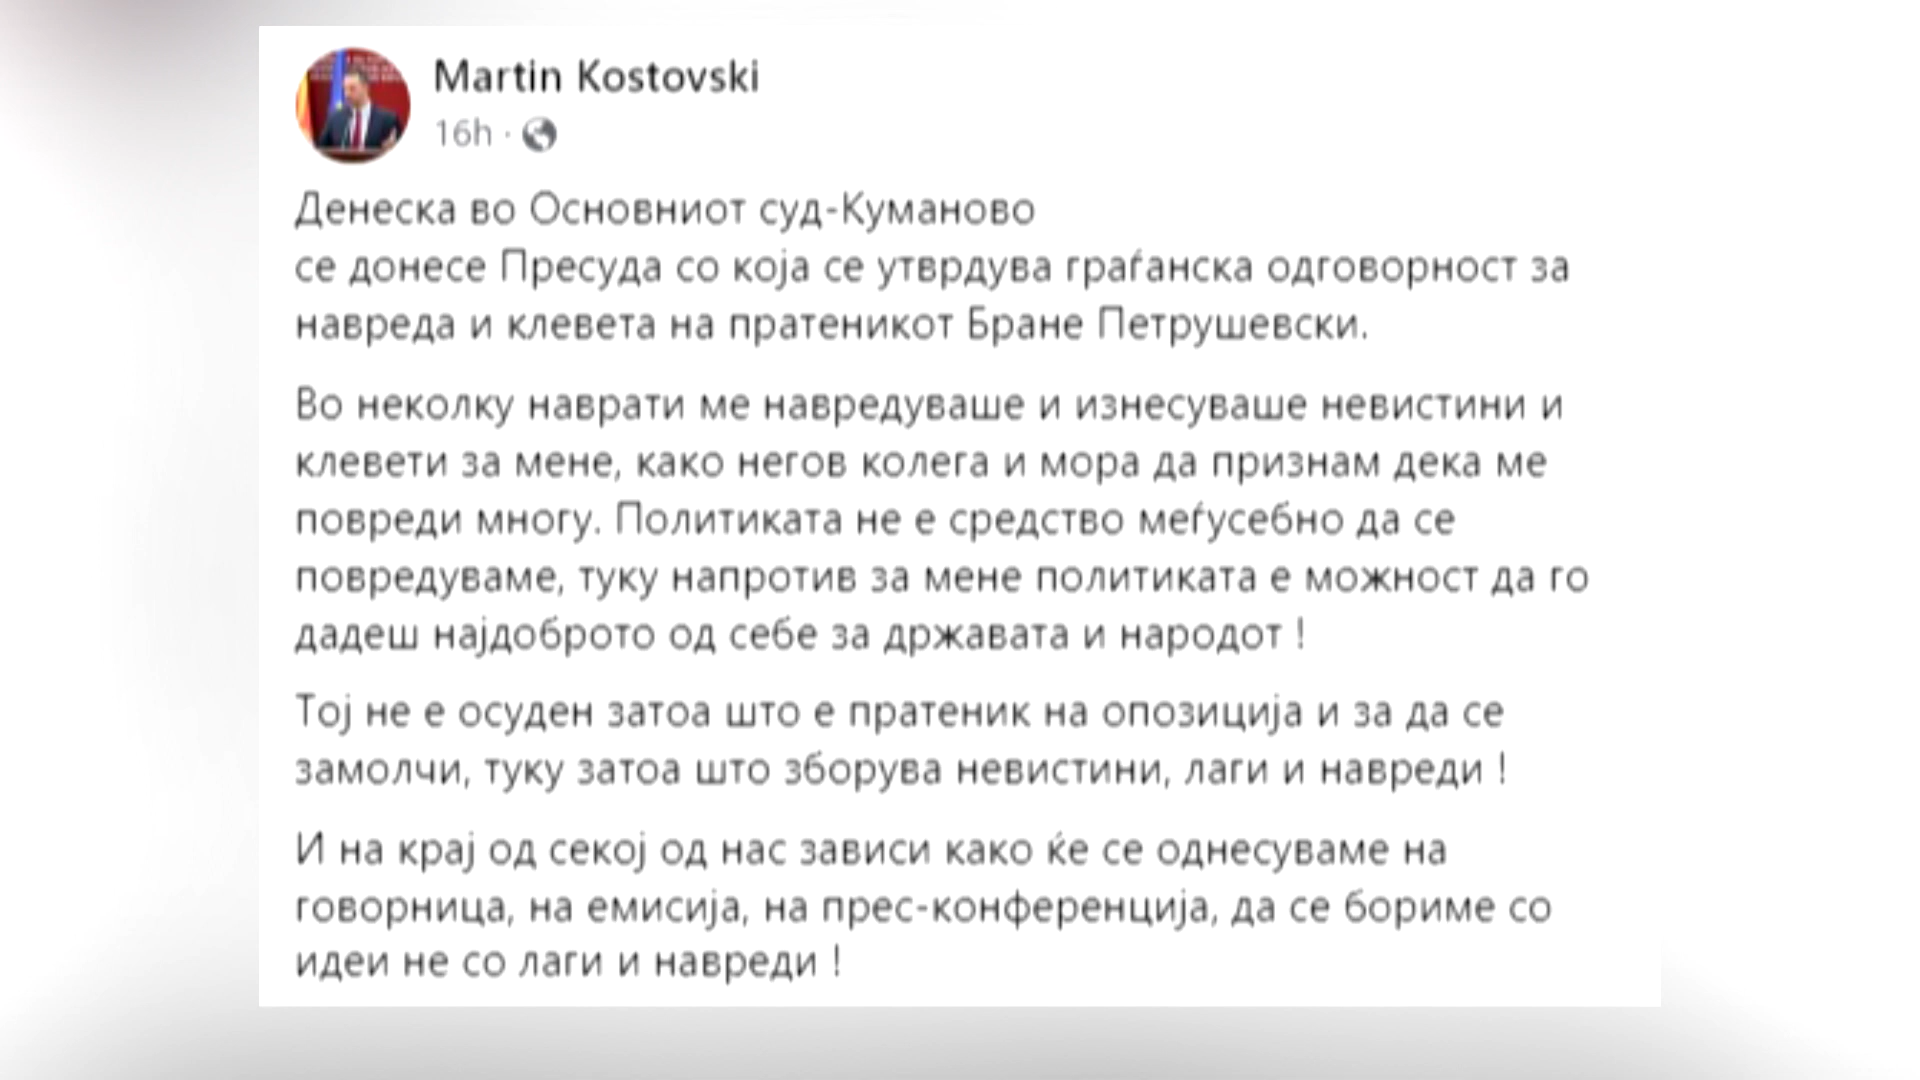 Martin Kostovski
16h ·
Денеска во Основниот суд-Куманово
се донесе Пресуда со која се утврдува граѓанска одговорност за
навреда и клевета на пратеникот Бране Петрушевски.
Во неколку наврати ме навредуваше и изнесуваше невистини и
клевети за мене, како негов колега и мора да признам дека ме
повреди многу. Политиката не е средство меѓусебно да се
повредуваме, туку напротив за мене политиката е можност да го
дадеш најдоброто од себе за државата и народот !
Тој не е осуден затоа што е пратеник на опозиција и за да се
замолчи, туку затоа што зборува невистини, лаги и навреди !
И на крај од секој од нас зависи како ќе се однесуваме на
говорница, на емисија, на прес-конференција, да се бориме со
идеи не со лаги и навреди !